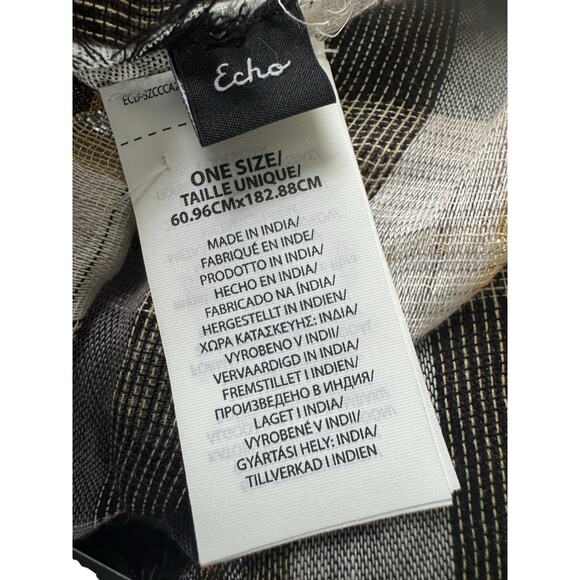 Echo
ONE SIZE/
TAILLE UNIQUE/
60.96CMx182.88CM
MADE IN INDIA/
FABRIQUÉ EN INDE/
PRODOTTO IN INDIA/
HECHO EN INDIA/
FABRICADO NA ÍNDIA/
HERGESTELLT IN INDIEN/
ΧΩΡΑ ΚΑΤΑΣΚΕΥΗΣ: ΙΝΔΙΑ/
VYROBENO V INDII/
VERVAARDIGD IN INDIA/
FREMSTILLET I INDIEN/
ПРОИЗВЕДЕНО В ИНДИЯ/
LAGET I INDIA/
VYROBENÉ V INDII/
GYÁRTÁSI HELY: INDIA/
TILLVERKAD I INDIEN